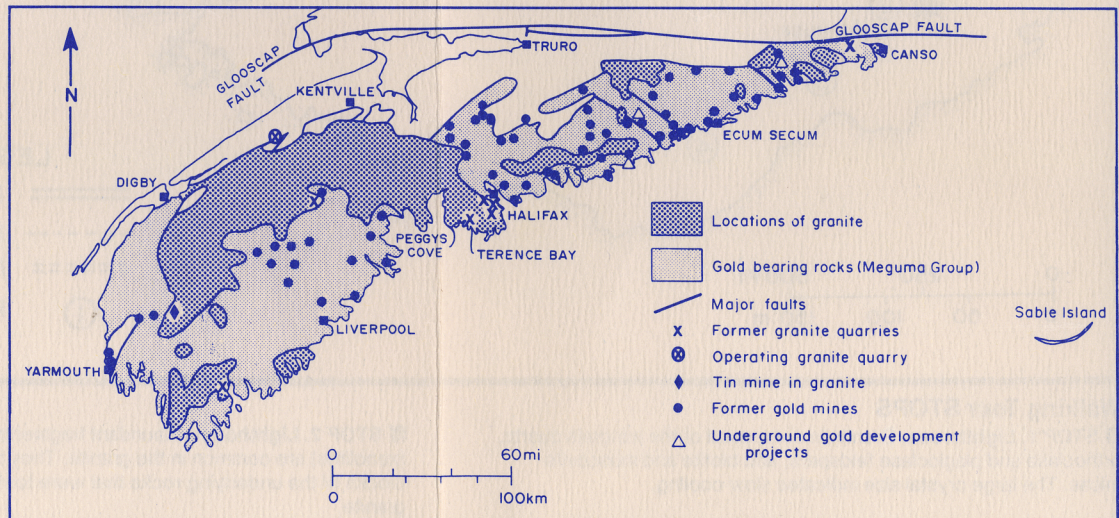 GLOOSCAP FAULT
TRURO
CANSO
GLOOSCAP
FAULT
KENTVILLE
N
ECUM SECUM
DIGBY
HALIFAX
PEGGYS
COVE
TERENCE BAY
LIVERPOOL
YARMOUTH
Locations of granite
Gold bearing rocks (Meguma Group)
Major faults
x Former granite quarries
Operating granite quarry
Tin mine in granite
Former gold mines
Underground gold development
projects
Sable Island
0 60mi
0 100km